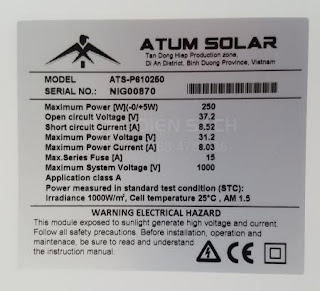 ATUM SOLAR
Tan Dong Hiep Production zone,
Di An District, Binh Duong Province, Vietnam
MODEL ATS-P610250
SERIAL NO.: NIG00870
Maximum Power [W](-0/+5W) 250
Open circuit Voltage [V] 37.2
Short circuit Current [A] 8.52
Maximum Power Voltage [V] 31.2
Maximum Power Current [A] 8.03
Max.Series Fuse [A] 15
Maximum System Voltage [V] 1000
Application class A
Power measured in standard test condition (STC):
Irradiance 1000W/m², Cell temperature 25°C , AM 1.5
WARNING ELECTRICAL HAZARD
This module exposed to sunlight generate high voltage and current.
Follow all safety precautions. Before installation, operation and
maintenace, be sure to read and understand
the instruction manual.
CE